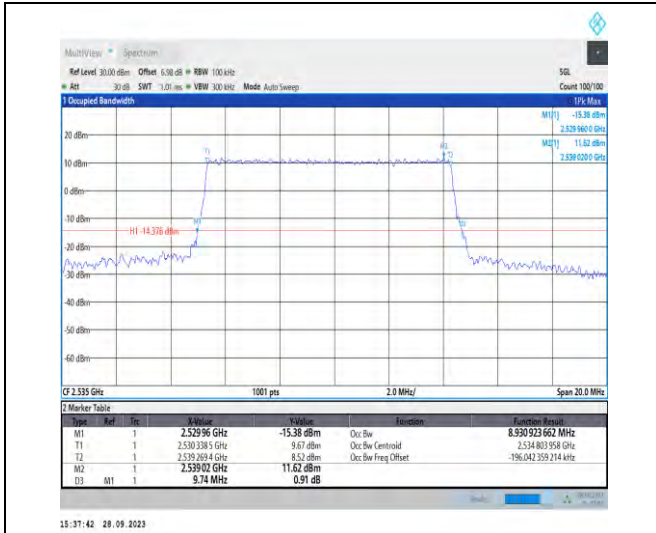 MultiView Spectrum
Ref Level 30.00 dBm Offset 6.98 dB RBW 100 kHz SGL
Att 30 dB SWT 1.01 ms VBW 300 kHz Mode Auto Sweep Count 100/100
1 Occupied Bandwidth 1Pk Max
M1[1] -15.38 dBm
2.529 960 0 GHz
M2[1] 11.62 dBm
2.539 020 0 GHz
20 dBm
M2
T1 T2
10 dBm
0 dBm
-10 dBm
M1 D3
H1 -14.376 dBm
-20 dBm
-30 dBm
-40 dBm
-50 dBm
-60 dBm
CF 2.535 GHz 1001 pts 2.0 MHz/ Span 20.0 MHz
2 Marker Table
Type Ref Trc X-Value Y-Value Function Function Result
M1 1 2.529 96 GHz -15.38 dBm Occ Bw 8.930 923 662 MHz
T1 1 2.530 338 5 GHz 9.67 dBm Occ Bw Centroid 2.534 803 958 GHz
T2 1 2.539 269 4 GHz 8.52 dBm Occ Bw Freq Offset -196.042 359 214 kHz
M2 1 2.539 02 GHz 11.62 dBm
D3 M1 1 9.74 MHz 0.91 dB
15:37:42 28.09.2023